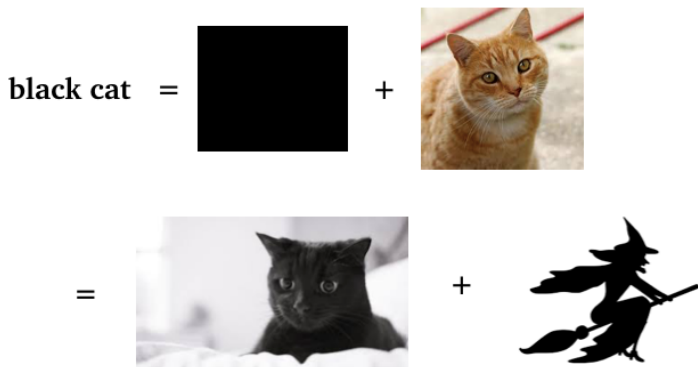 black cat = +
= +